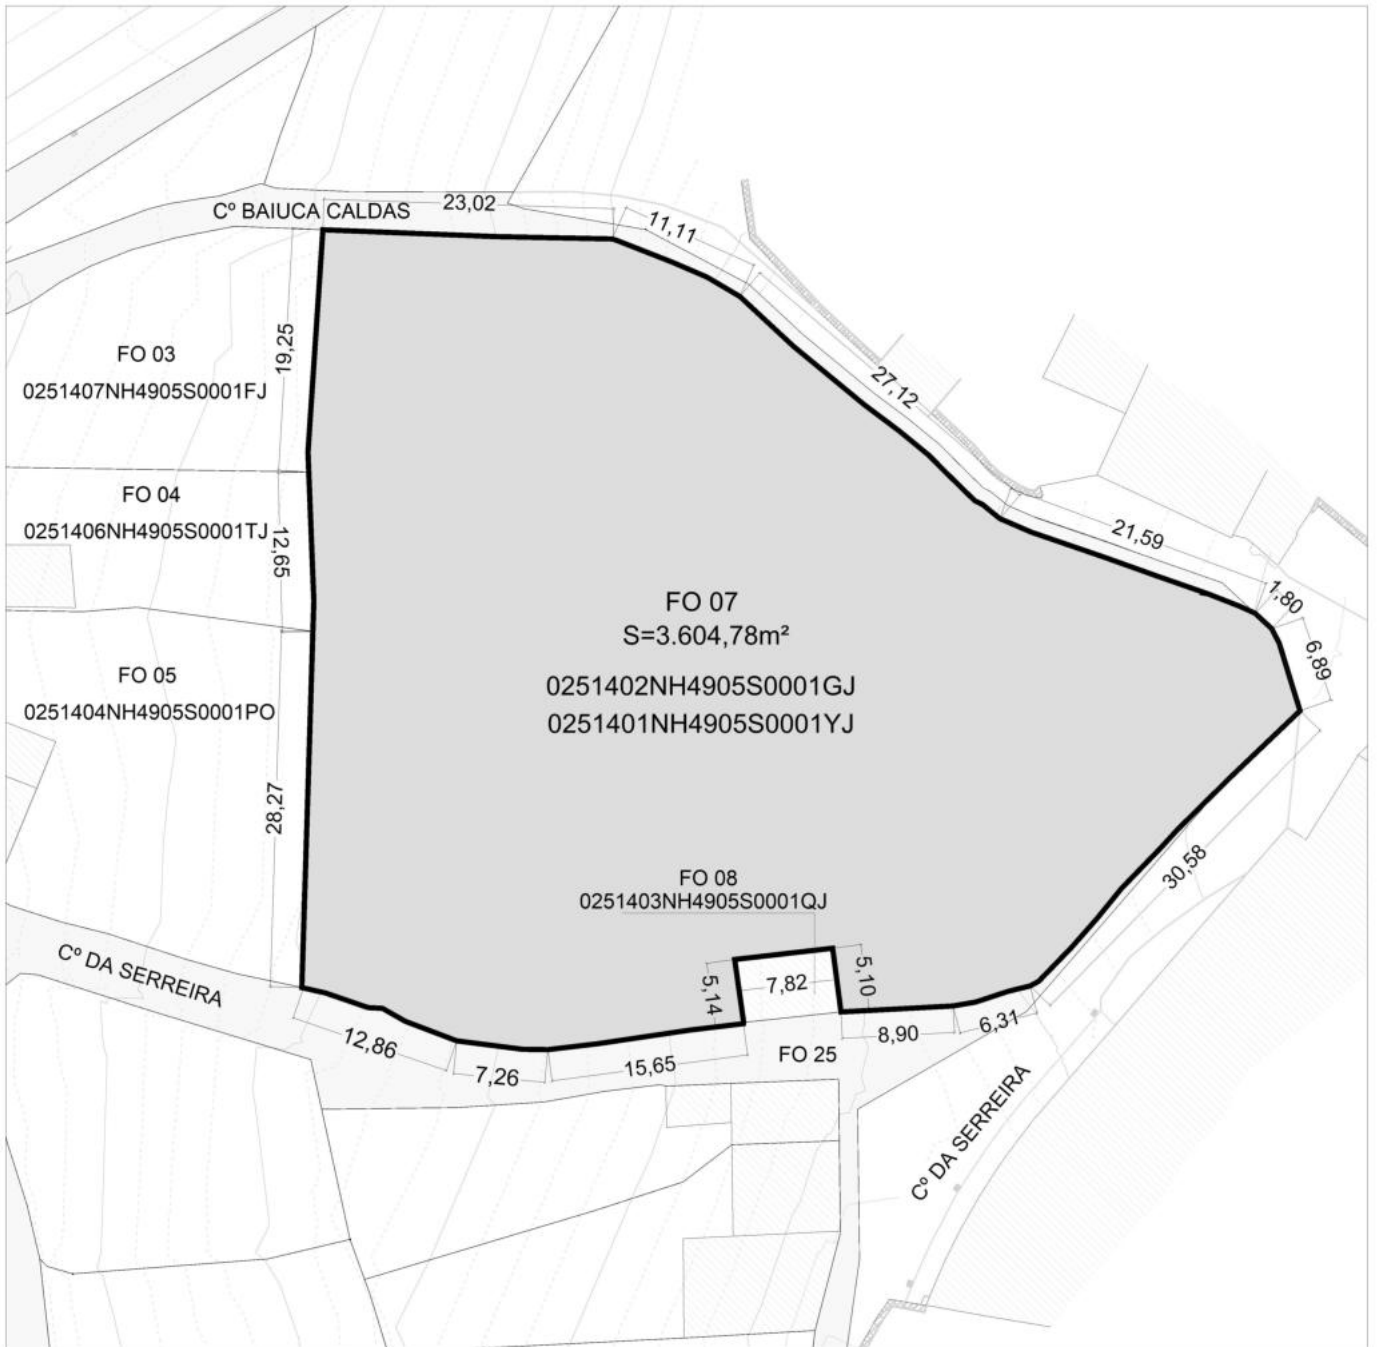 23,02
Cº BAIUCA CALDAS
11,11
19,25
FO 03
0251407NH4905S0001FJ
27,12
FO 04
0251406NH4905S0001TJ
12,65
21,59
1,80
FO 07
S=3.604,78m²
6,89
FO 05
0251404NH4905S0001PO
0251402NH4905S0001GJ
0251401NH4905S0001YJ
28,27
30,58
FO 08
0251403NH4905S0001QJ
Cº DA SERREIRA
5,14
7,82
5,10
12,86
7,26
15,65
FO 25
8,90
6,31
Cº DA SERREIRA